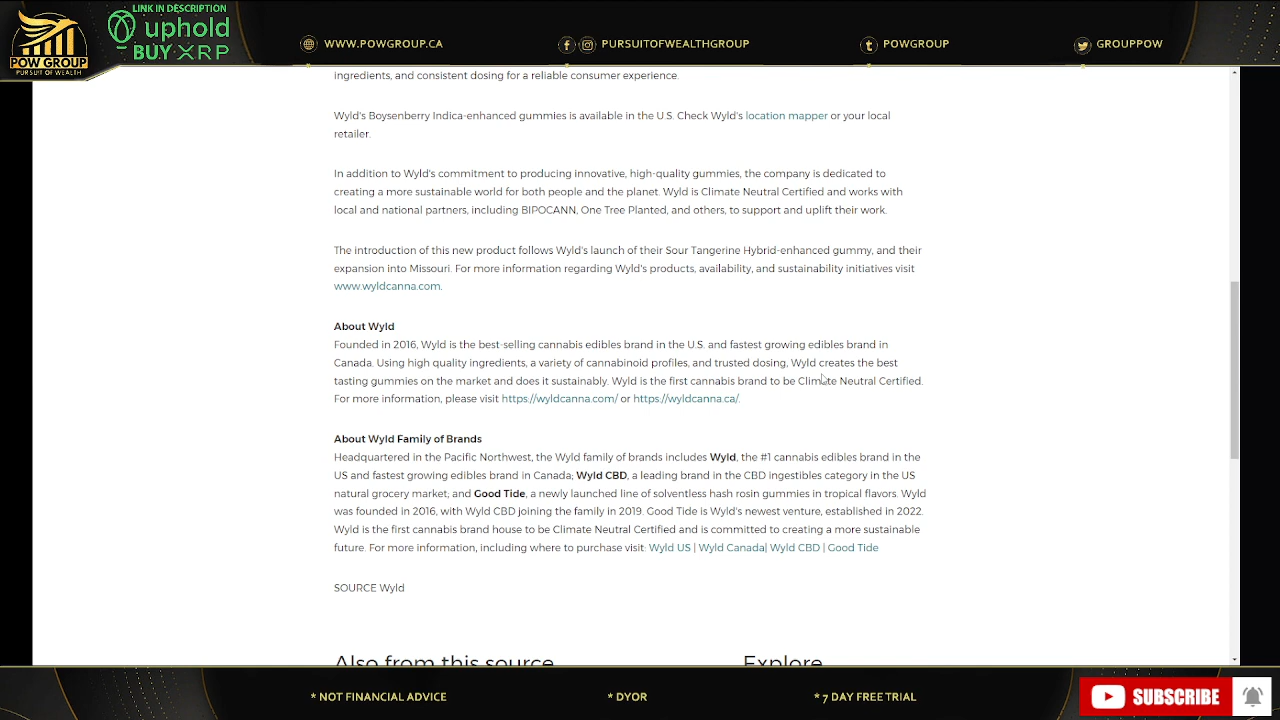 LINK IN DESCRIPTION
uphold
BUY XRP
POW GROUP
PURSUIT OF WEALTH
WWW.POWGROUP.CA
PURSUITOFWEALTHGROUP
POWGROUP
GROUPPOW
ingredients, and consistent dosing for a reliable consumer experience.
Wyld's Boysenberry Indica-enhanced gummies is available in the U.S. Check Wyld's location mapper or your local
retailer.
In addition to Wyld's commitment to producing innovative, high-quality gummies, the company is dedicated to
creating a more sustainable world for both people and the planet. Wyld is Climate Neutral Certified and works with
local and national partners, including BIPOCANN, One Tree Planted, and others, to support and uplift their work.
The introduction of this new product follows Wyld's launch of their Sour Tangerine Hybrid-enhanced gummy, and their
expansion into Missouri. For more information regarding Wyld's products, availability, and sustainability initiatives visit
www.wyldcanna.com.
About Wyld
Founded in 2016, Wyld is the best-selling cannabis edibles brand in the U.S. and fastest growing edibles brand in
Canada. Using high quality ingredients, a variety of cannabinoid profiles, and trusted dosing, Wyld creates the best
tasting gummies on the market and does it sustainably. Wyld is the first cannabis brand to be Climate Neutral Certified.
For more information, please visit https://wyldcanna.com/ or https://wyldcanna.ca/.
About Wyld Family of Brands
Headquartered in the Pacific Northwest, the Wyld family of brands includes Wyld, the #1 cannabis edibles brand in the
US and fastest growing edibles brand in Canada; Wyld CBD, a leading brand in the CBD ingestibles category in the US
natural grocery market; and Good Tide, a newly launched line of solventless hash rosin gummies in tropical flavors. Wyld
was founded in 2016, with Wyld CBD joining the family in 2019. Good Tide is Wyld's newest venture, established in 2022.
Wyld is the first cannabis brand house to be Climate Neutral Certified and is committed to creating a more sustainable
future. For more information, including where to purchase visit: Wyld US | Wyld Canada| Wyld CBD | Good Tide
SOURCE Wyld
Also from this source
Explore
* NOT FINANCIAL ADVICE
* DYOR
* 7 DAY FREE TRIAL
SUBSCRIBE